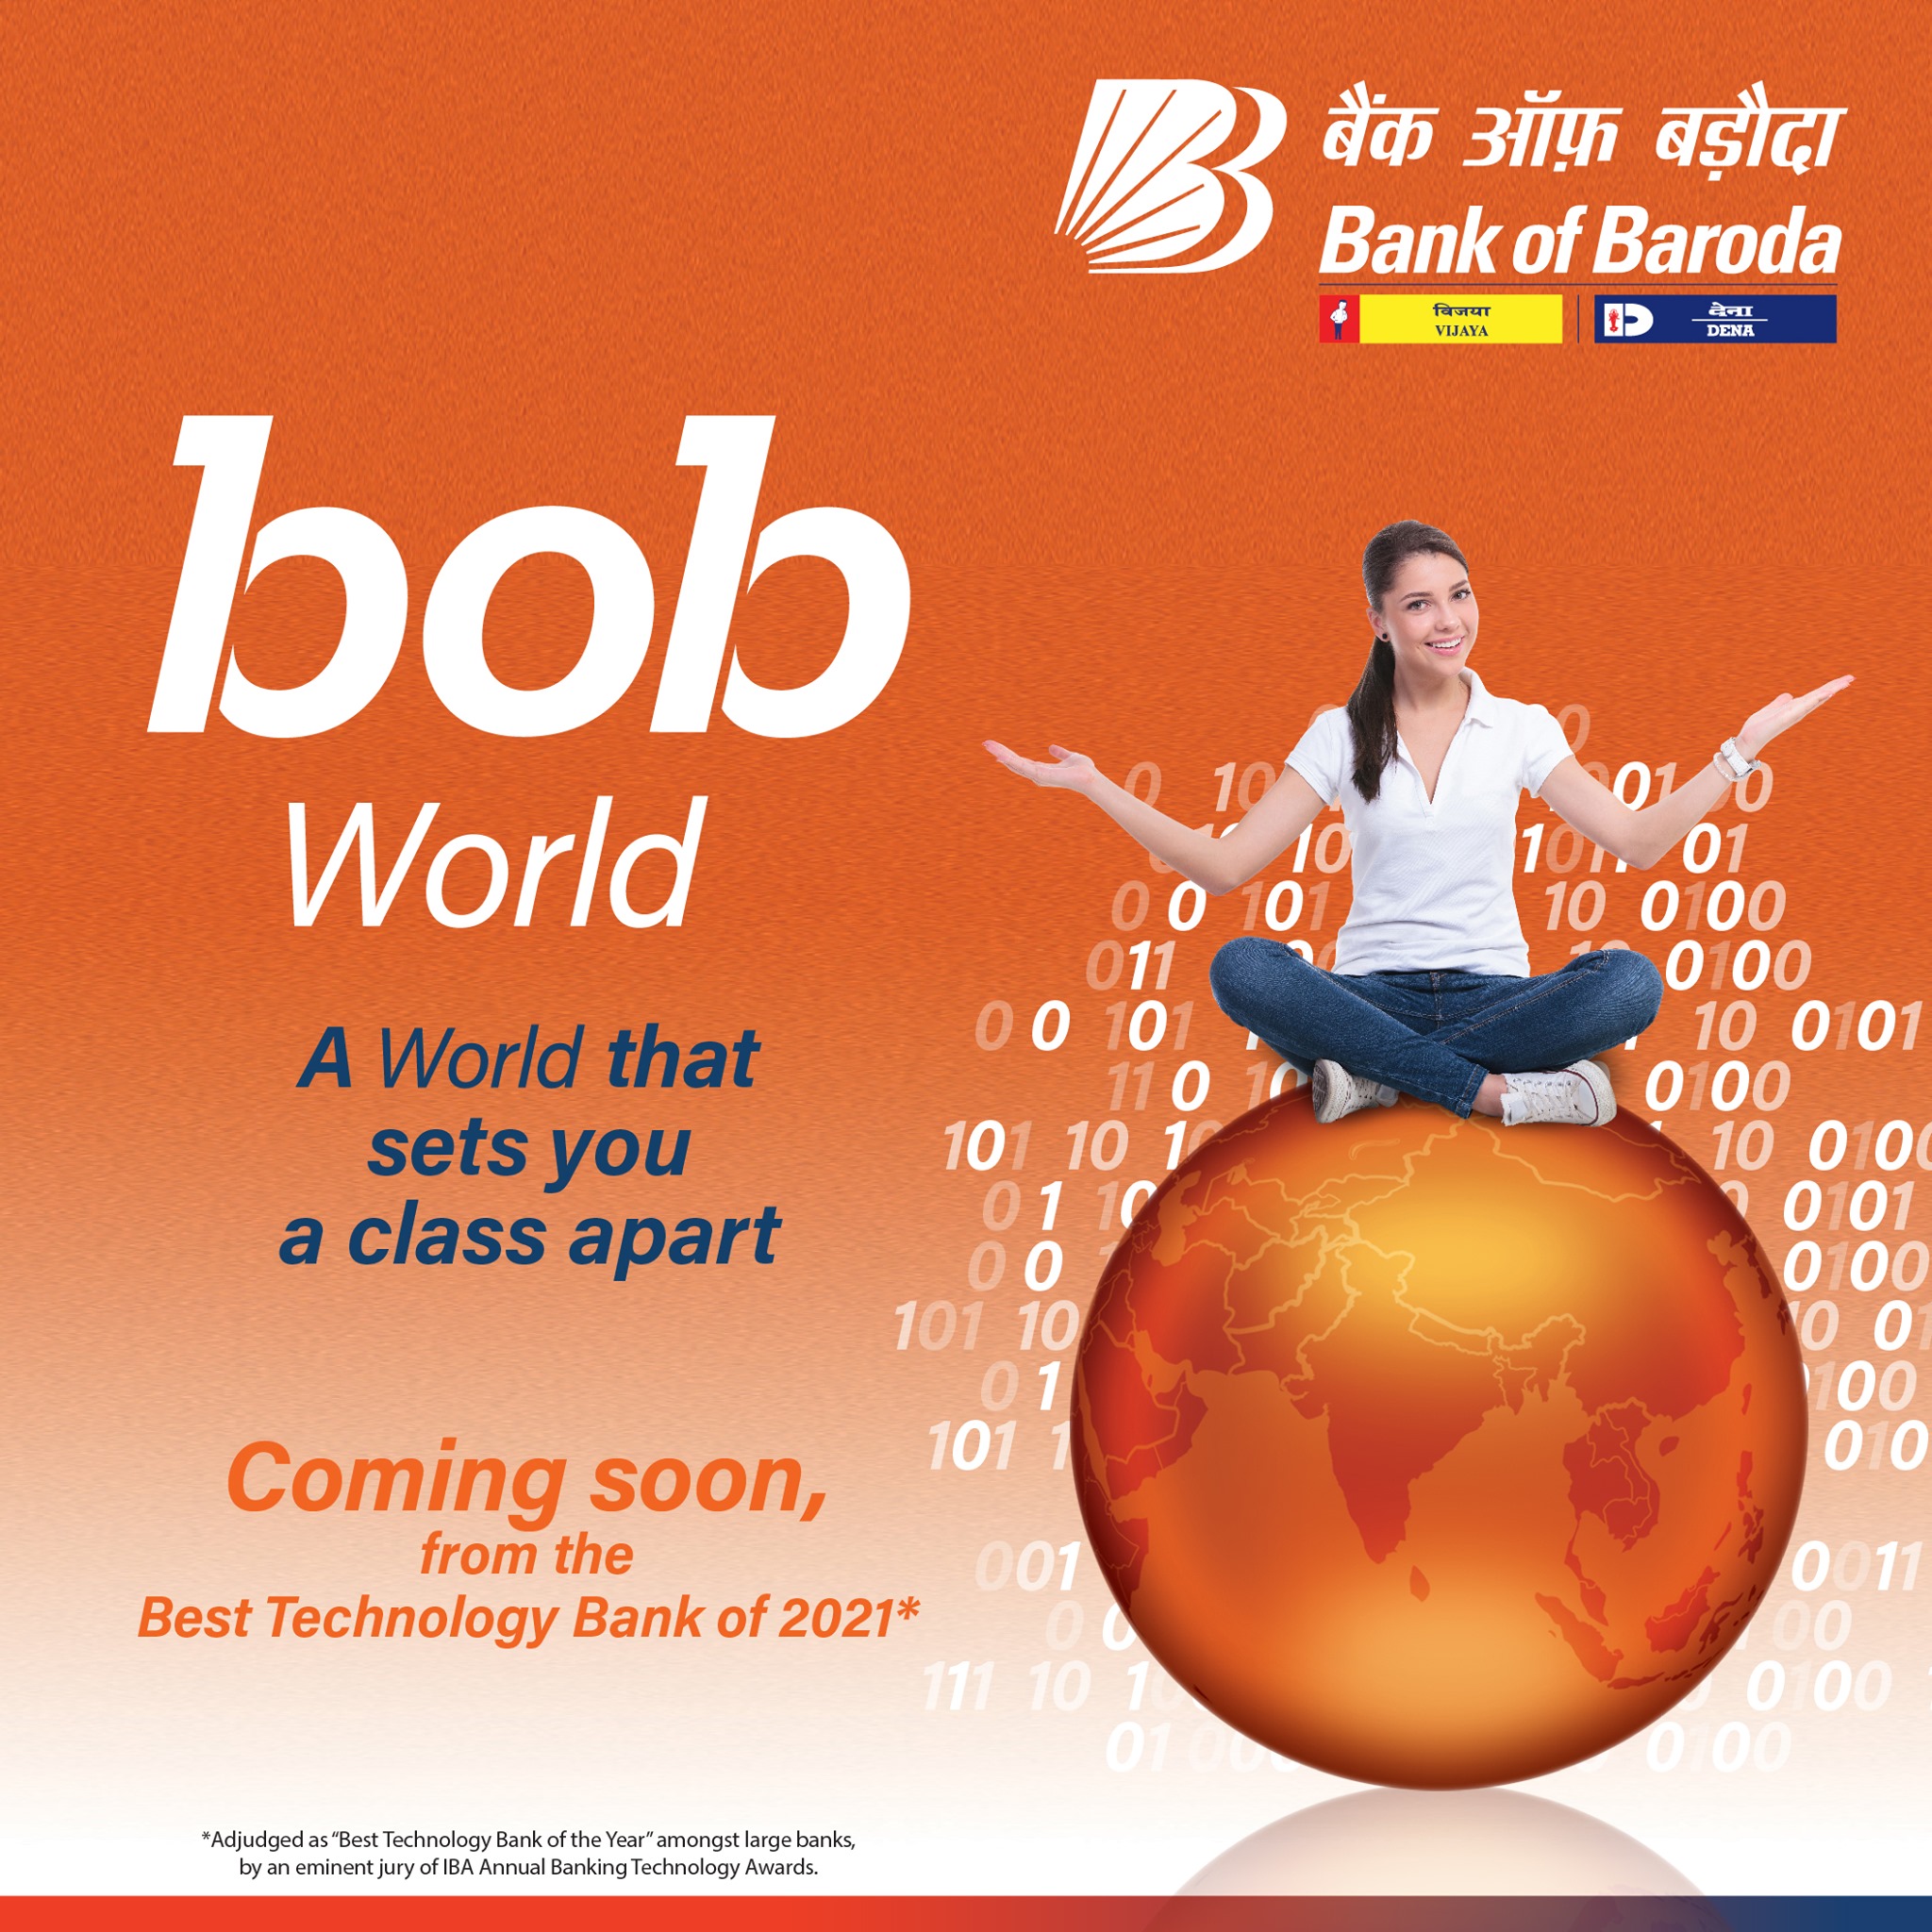 बैंक ऑफ़ बड़ौदा
Bank of Baroda
विजया
VIJAYA
देना
DENA
bob
World
A World that
sets you
a class apart
Coming soon,
from the
Best Technology Bank of 2021*
*Adjudged as “Best Technology Bank of the Year” amongst large banks,
by an eminent jury of IBA Annual Banking Technology Awards.